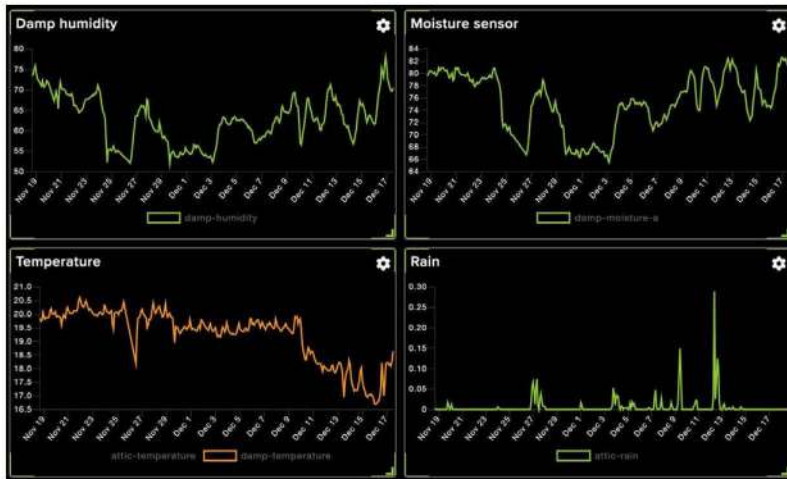 Damp humidity
80
75
70
65
60
55
50
Nov 19
Nov 21
Nov 23
Nov 25
Nov 27
Nov 29
Dec 1
Dec 3
Dec 5
Dec 7
Dec 9
Dec 11
Dec 13
Dec 15
Dec 17
damp-humidity
Moisture sensor
84
82
80
78
76
74
72
70
68
66
64
Nov 19
Nov 21
Nov 23
Nov 25
Nov 27
Nov 29
Dec 1
Dec 3
Dec 5
Dec 7
Dec 9
Dec 11
Dec 13
Dec 15
Dec 17
damp-moisture-a
Temperature
21.0
20.5
20.0
19.5
19.0
18.5
18.0
17.5
17.0
16.5
Nov 19
Nov 21
Nov 23
Nov 25
Nov 27
Nov 29
Dec 1
Dec 3
Dec 5
Dec 7
Dec 9
Dec 11
Dec 13
Dec 15
Dec 17
attic-temperature damp-temperature
Rain
0.30
0.25
0.20
0.15
0.10
0.05
0
Nov 19
Nov 21
Nov 23
Nov 25
Nov 27
Nov 29
Dec 1
Dec 3
Dec 5
Dec 7
Dec 9
Dec 11
Dec 13
Dec 15
Dec 17
attic-rain